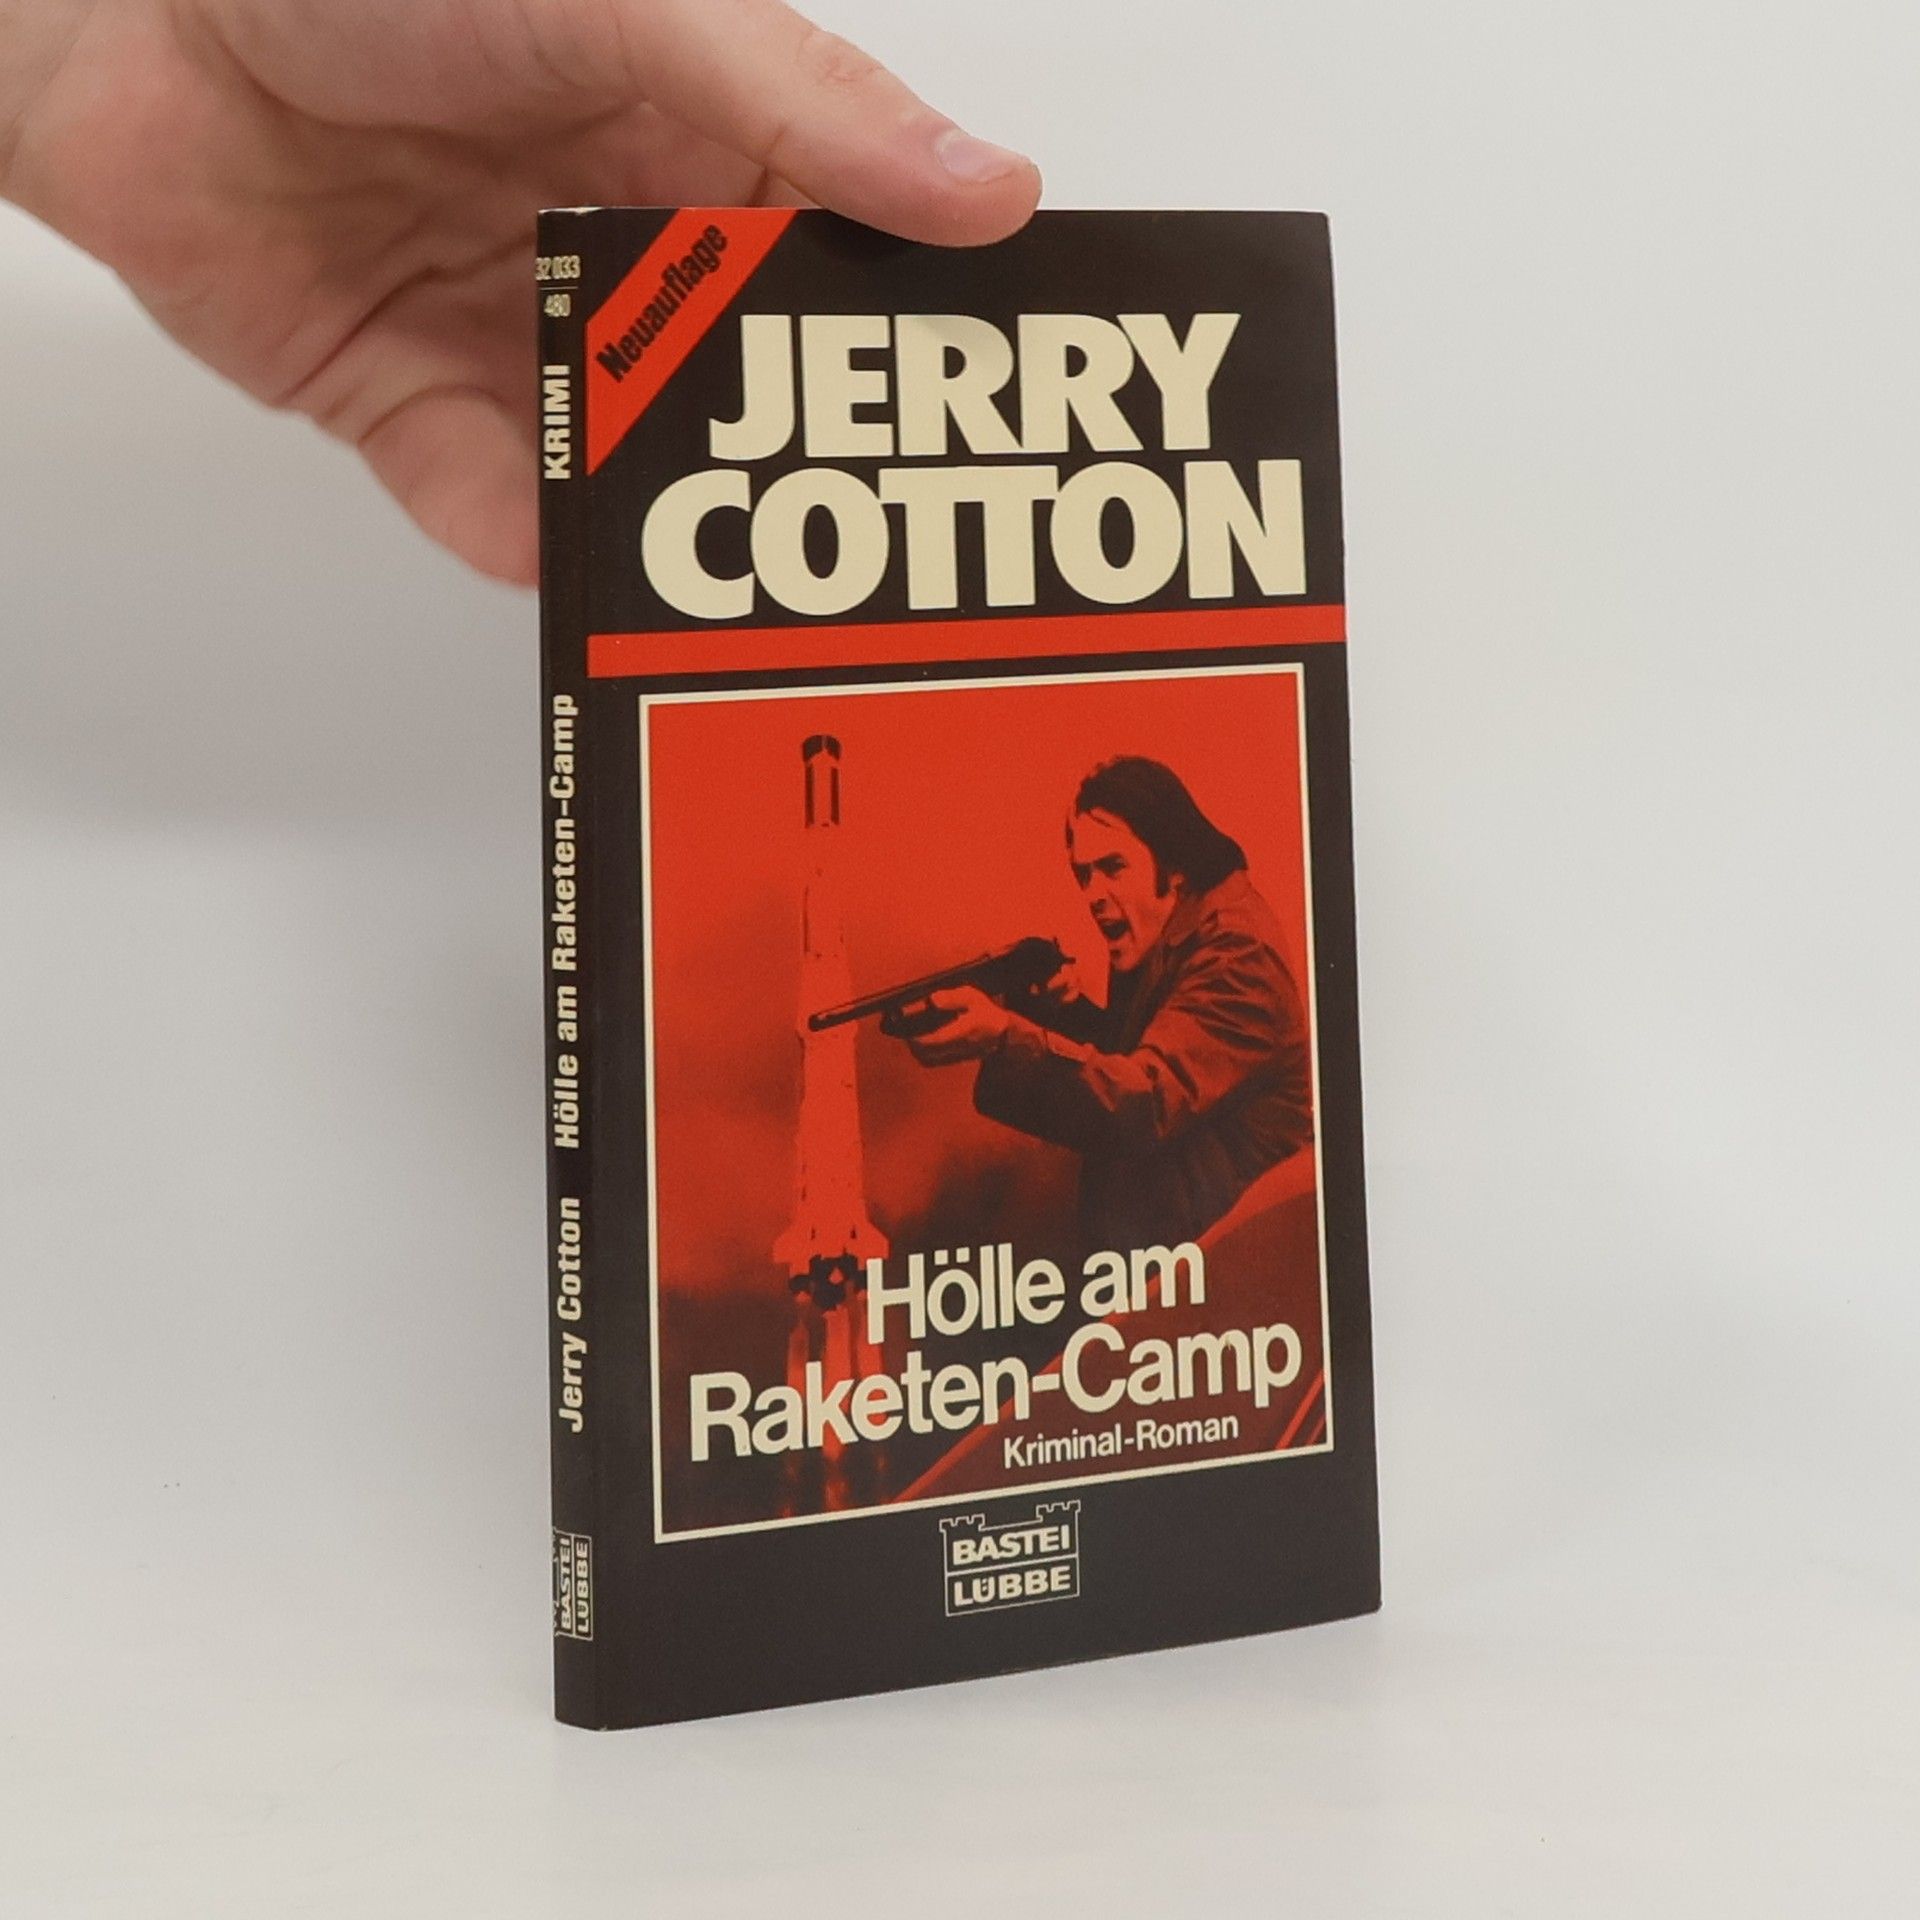 Neuauflage
JERRY
COTTON
Hölle am
Raketen-Camp
Kriminal-Roman
BASTEI
LÜBBE
32 033
480
KRIMI
Jerry Cotton Hölle am Raketen-Camp
BASTEI
LÜBBE